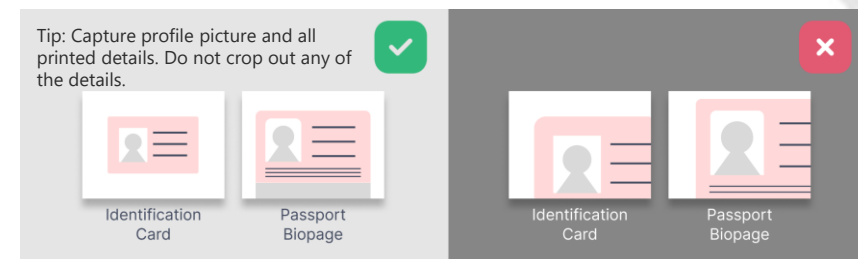 Tip: Capture profile picture and all
printed details. Do not crop out any of
the details.
Identification
Card
Passport
Biopage
Identification
Card
Passport
Biopage